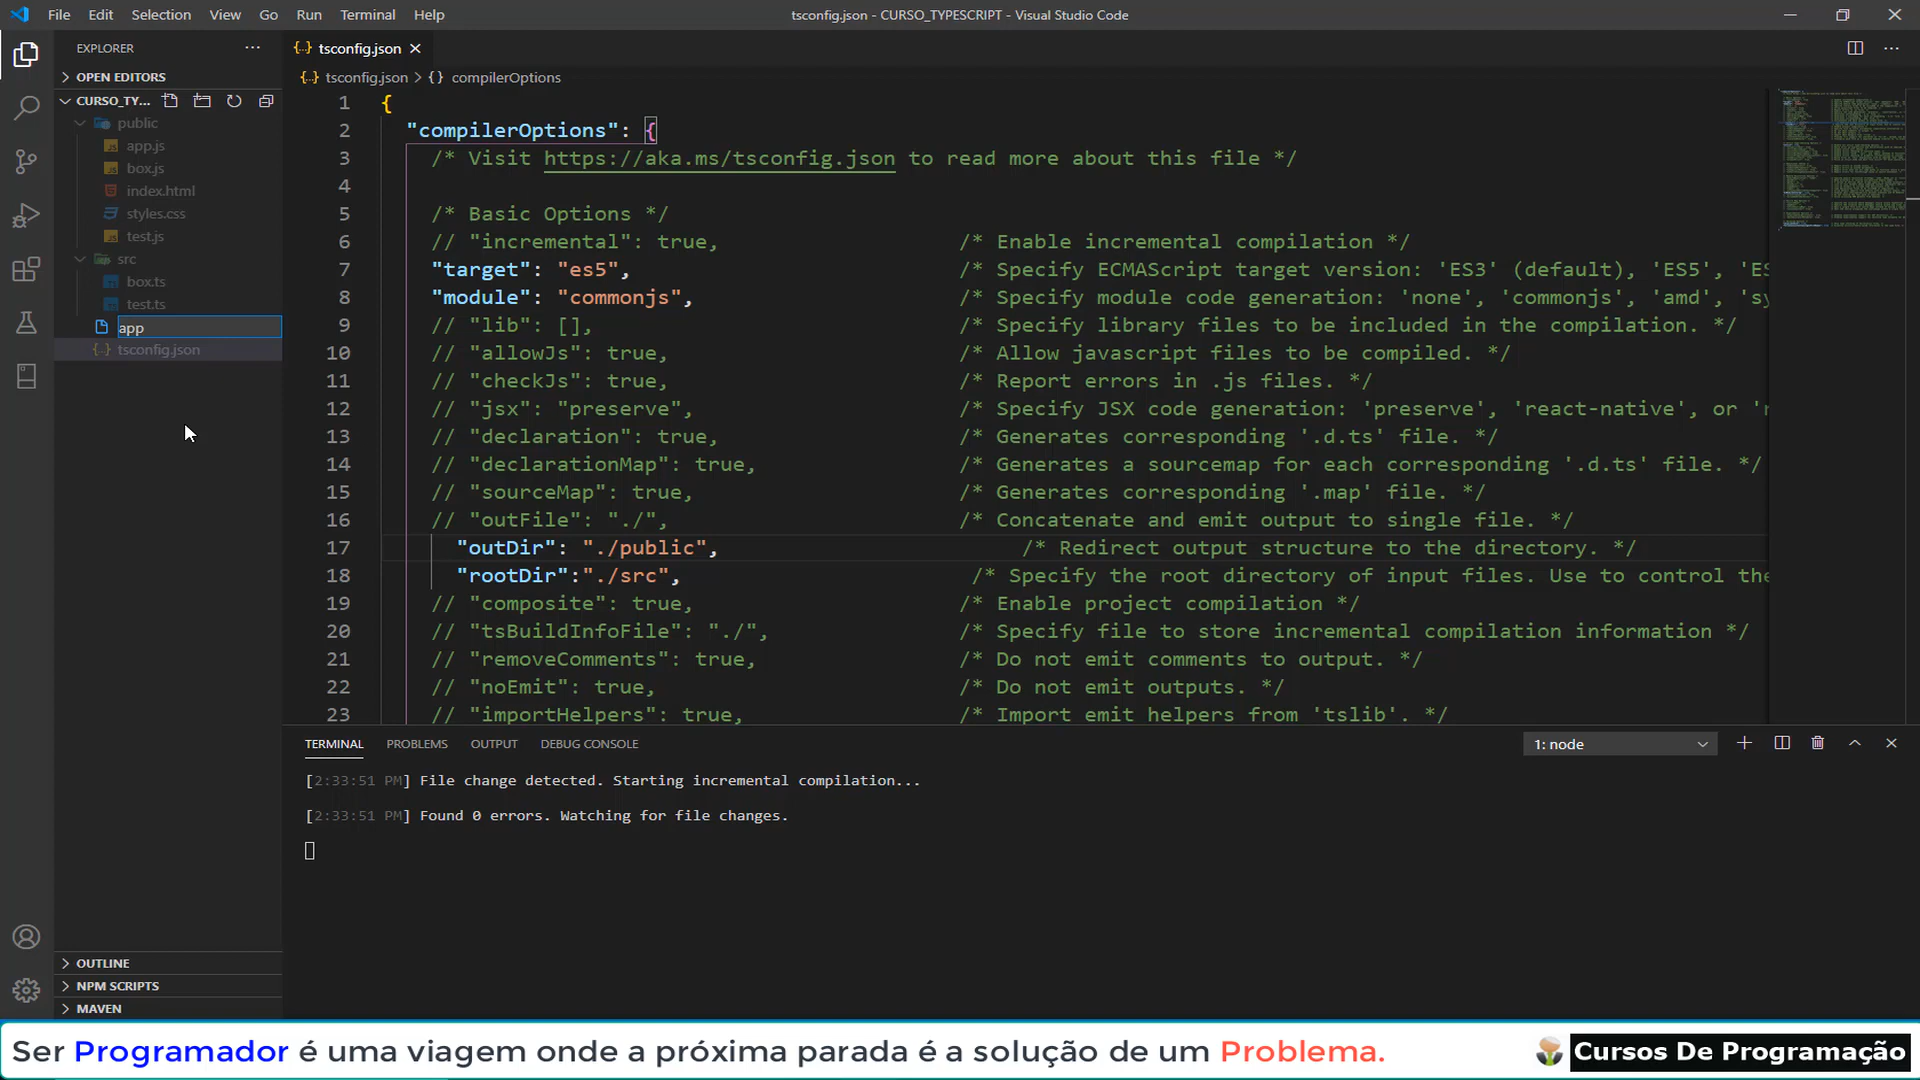 File Edit Selection View Go Run Terminal Help
tsconfig.json - CURSO_TYPESCRIPT - Visual Studio Code
EXPLORER
OPEN EDITORS
CURSO_TY...
public
app.js
box.js
index.html
styles.css
test.js
src
box.ts
test.ts
app
tsconfig.json
OUTLINE
NPM SCRIPTS
MAVEN
tsconfig.json
tsconfig.json > {} compilerOptions
1 {
2 "compilerOptions": {
3 /* Visit https://aka.ms/tsconfig.json to read more about this file */
4
5 /* Basic Options */
6 // "incremental": true, /* Enable incremental compilation */
7 "target": "es5", /* Specify ECMAScript target version: 'ES3' (default), 'ES5', 'ES
8 "module": "commonjs", /* Specify module code generation: 'none', 'commonjs', 'amd', 'sy
9 // "lib": [], /* Specify library files to be included in the compilation. */
10 // "allowJs": true, /* Allow javascript files to be compiled. */
11 // "checkJs": true, /* Report errors in .js files. */
12 // "jsx": "preserve", /* Specify JSX code generation: 'preserve', 'react-native', or 'r
13 // "declaration": true, /* Generates corresponding '.d.ts' file. */
14 // "declarationMap": true, /* Generates a sourcemap for each corresponding '.d.ts' file. */
15 // "sourceMap": true, /* Generates corresponding '.map' file. */
16 // "outFile": "./", /* Concatenate and emit output to single file. */
17 "outDir": "./public", /* Redirect output structure to the directory. */
18 "rootDir":"./src", /* Specify the root directory of input files. Use to control the
19 // "composite": true, /* Enable project compilation */
20 // "tsBuildInfoFile": "./", /* Specify file to store incremental compilation information */
21 // "removeComments": true, /* Do not emit comments to output. */
22 // "noEmit": true, /* Do not emit outputs. */
23 // "importHelpers": true, /* Import emit helpers from 'tslib'. */
TERMINAL PROBLEMS OUTPUT DEBUG CONSOLE
1: node
[2:33:51 PM] File change detected. Starting incremental compilation...
[2:33:51 PM] Found 0 errors. Watching for file changes.
Ser Programador é uma viagem onde a próxima parada é a solução de um Problema.
Cursos De Programação